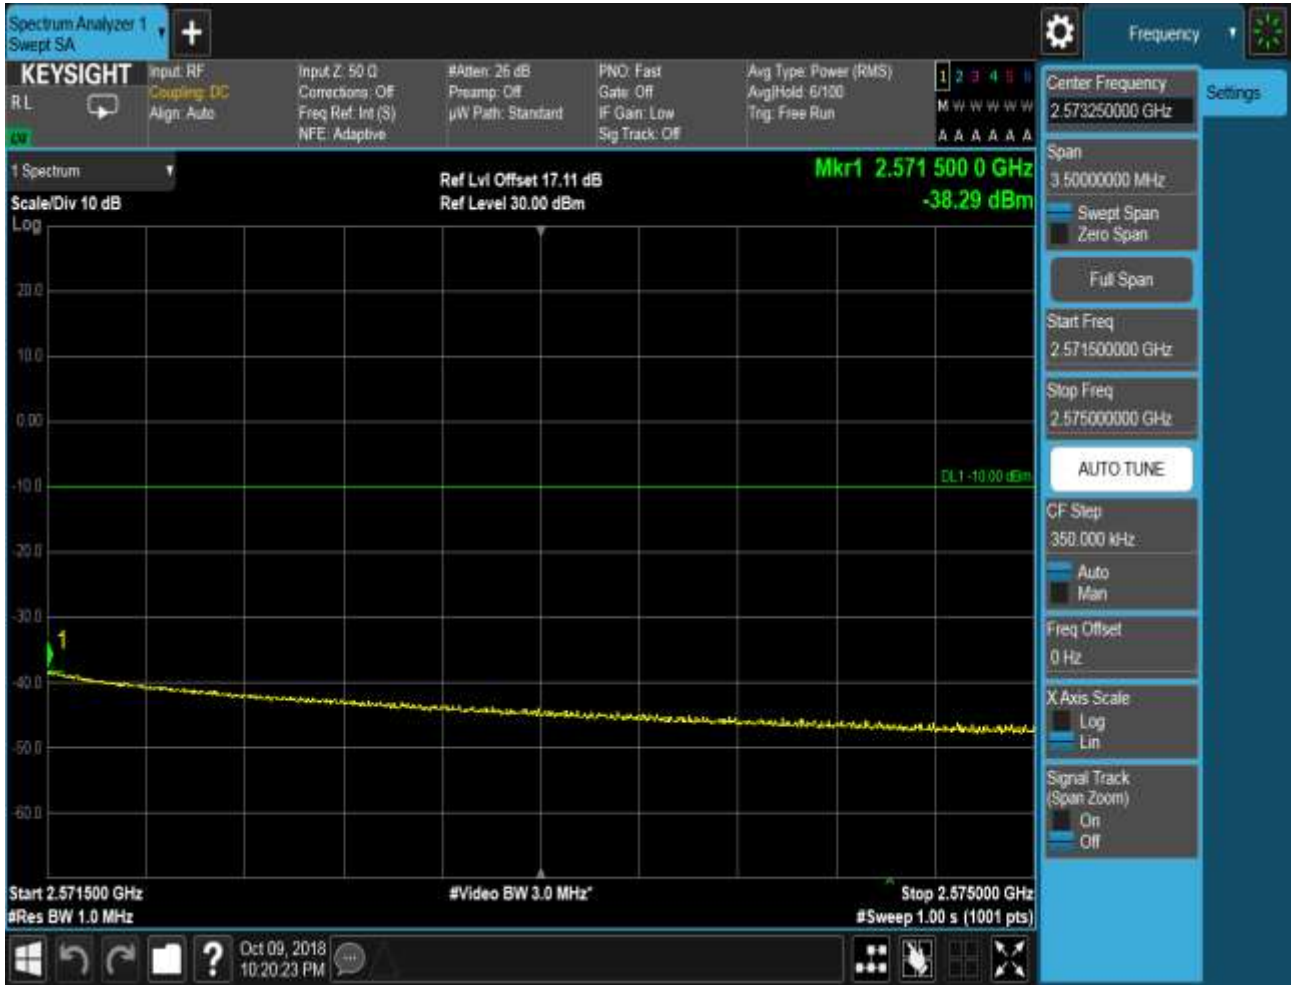 Spectrum Analyzer 1
Swept SA
+
Frequency
KEYSIGHT
R L
Input: RF
Coupling: DC
Align: Auto
Input Z: 50 Ω
Corrections: Off
Freq Ref: Int (S)
NFE: Adaptive
#Atten: 26 dB
Preamp: Off
µW Path: Standard
PNO: Fast
Gate: Off
IF Gain: Low
Sig Track: Off
Avg Type: Power (RMS)
Avg|Hold: 6/100
Trig: Free Run
1 2 3 4 5 6
M W W W W W
A A A A A A
1 Spectrum
Scale/Div 10 dB
Log
Ref Lvl Offset 17.11 dB
Ref Level 30.00 dBm
Mkr1 2.571 500 0 GHz
-38.29 dBm
20.0
10.0
0.00
-10.0
-20.0
-30.0
-40.0
-50.0
-60.0
DL1 -10.00 dBm
1
Start 2.571500 GHz
#Res BW 1.0 MHz
#Video BW 3.0 MHz*
Stop 2.575000 GHz
#Sweep 1.00 s (1001 pts)
?
Oct 09, 2018
10:20:23 PM
Center Frequency
2.573250000 GHz
Settings
Span
3.50000000 MHz
Swept Span
Zero Span
Full Span
Start Freq
2.571500000 GHz
Stop Freq
2.575000000 GHz
AUTO TUNE
CF Step
350.000 kHz
Auto
Man
Freq Offset
0 Hz
X Axis Scale
Log
Lin
Signal Track
(Span Zoom)
On
Off